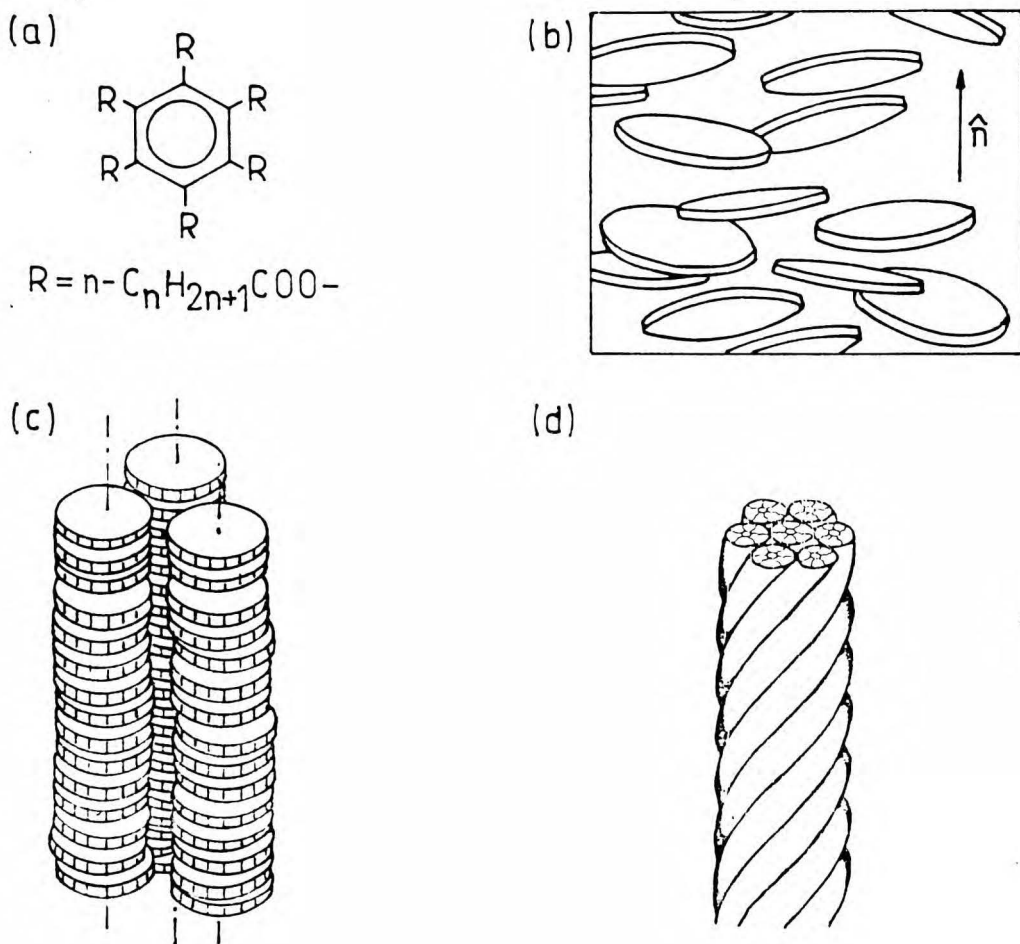 (a)
R
R R
R R
R
R = n- CnH2n+1COO-
(b)
n̂
(c)
(d)